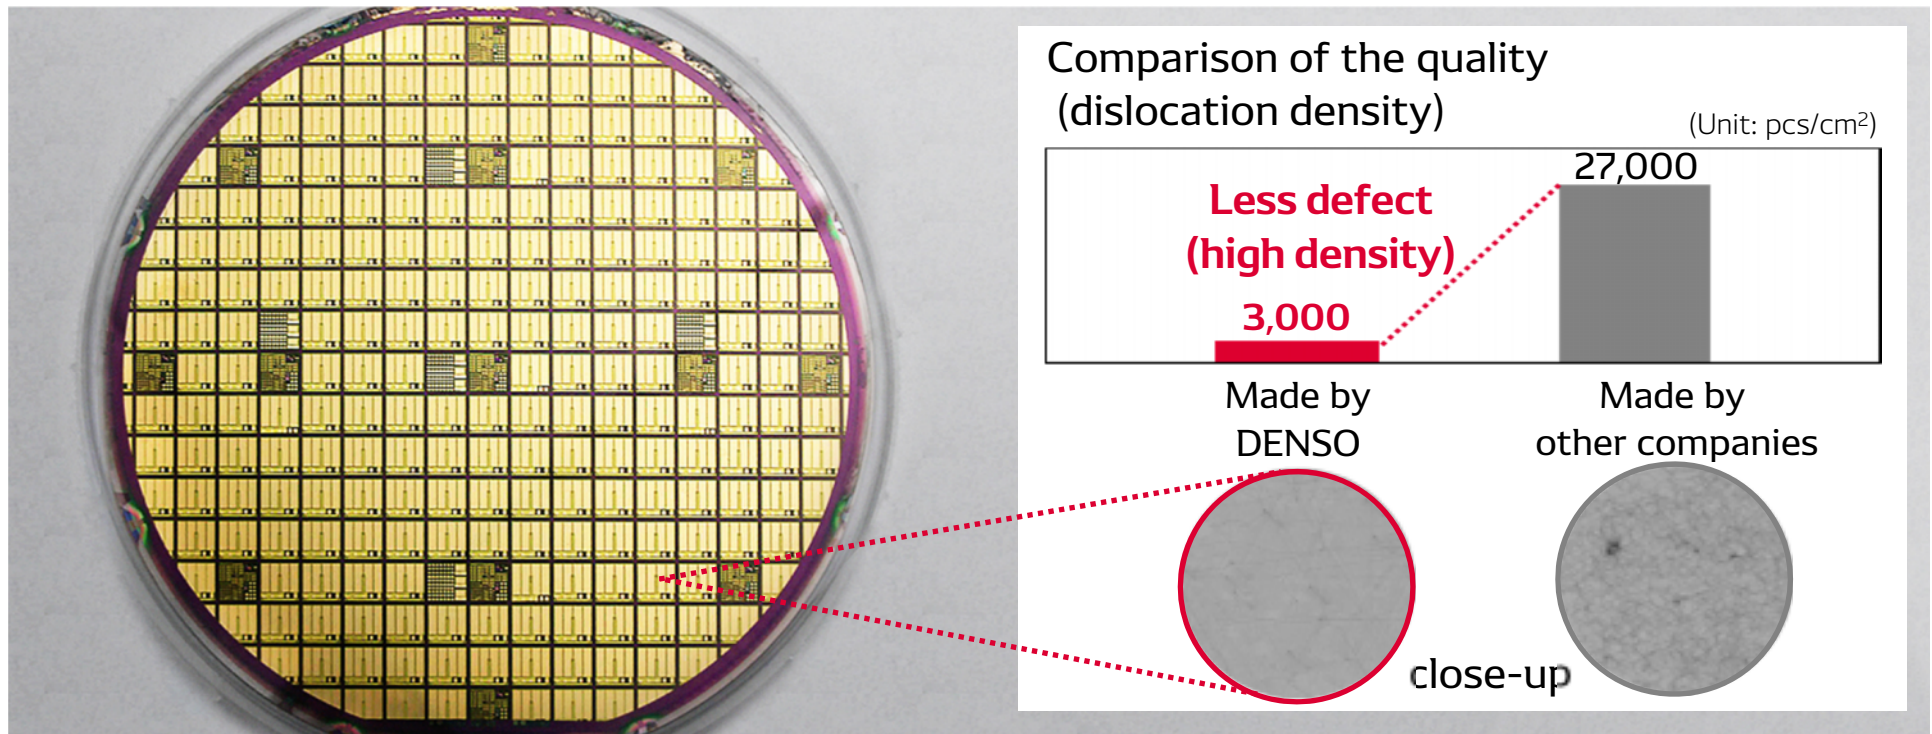 Comparison of the quality
(dislocation density)
(Unit: pcs/cm²)
27,000
Less defect
(high density)
3,000
Made by
DENSO
Made by
other companies
close-up